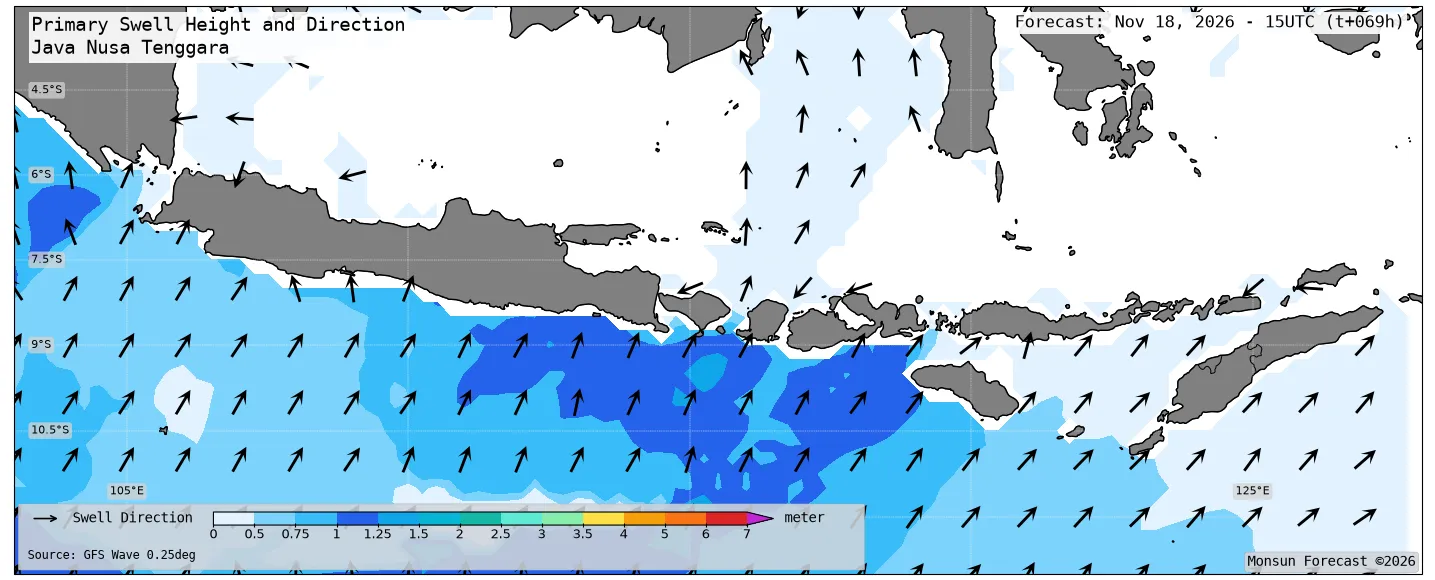 Primary Swell Height and Direction
Java Nusa Tenggara
Forecast: Nov 18, 2026 - 15UTC (t+069h)
4.5°S
6°S
7.5°S
9°S
10.5°S
105°E
125°E
Swell Direction
0 0.5 0.75 1 1.25 1.5 2 2.5 3 3.5 4 5 6 7
meter
Source: GFS Wave 0.25deg
Monsun Forecast ©2026